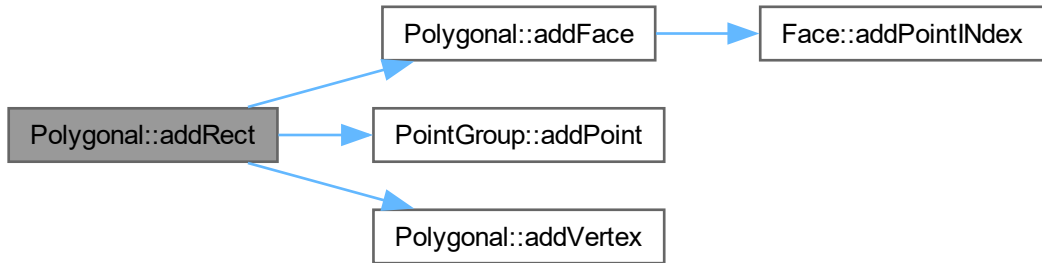 Polygonal::addFace
Face::addPointINdex
Polygonal::addRect
PointGroup::addPoint
Polygonal::addVertex